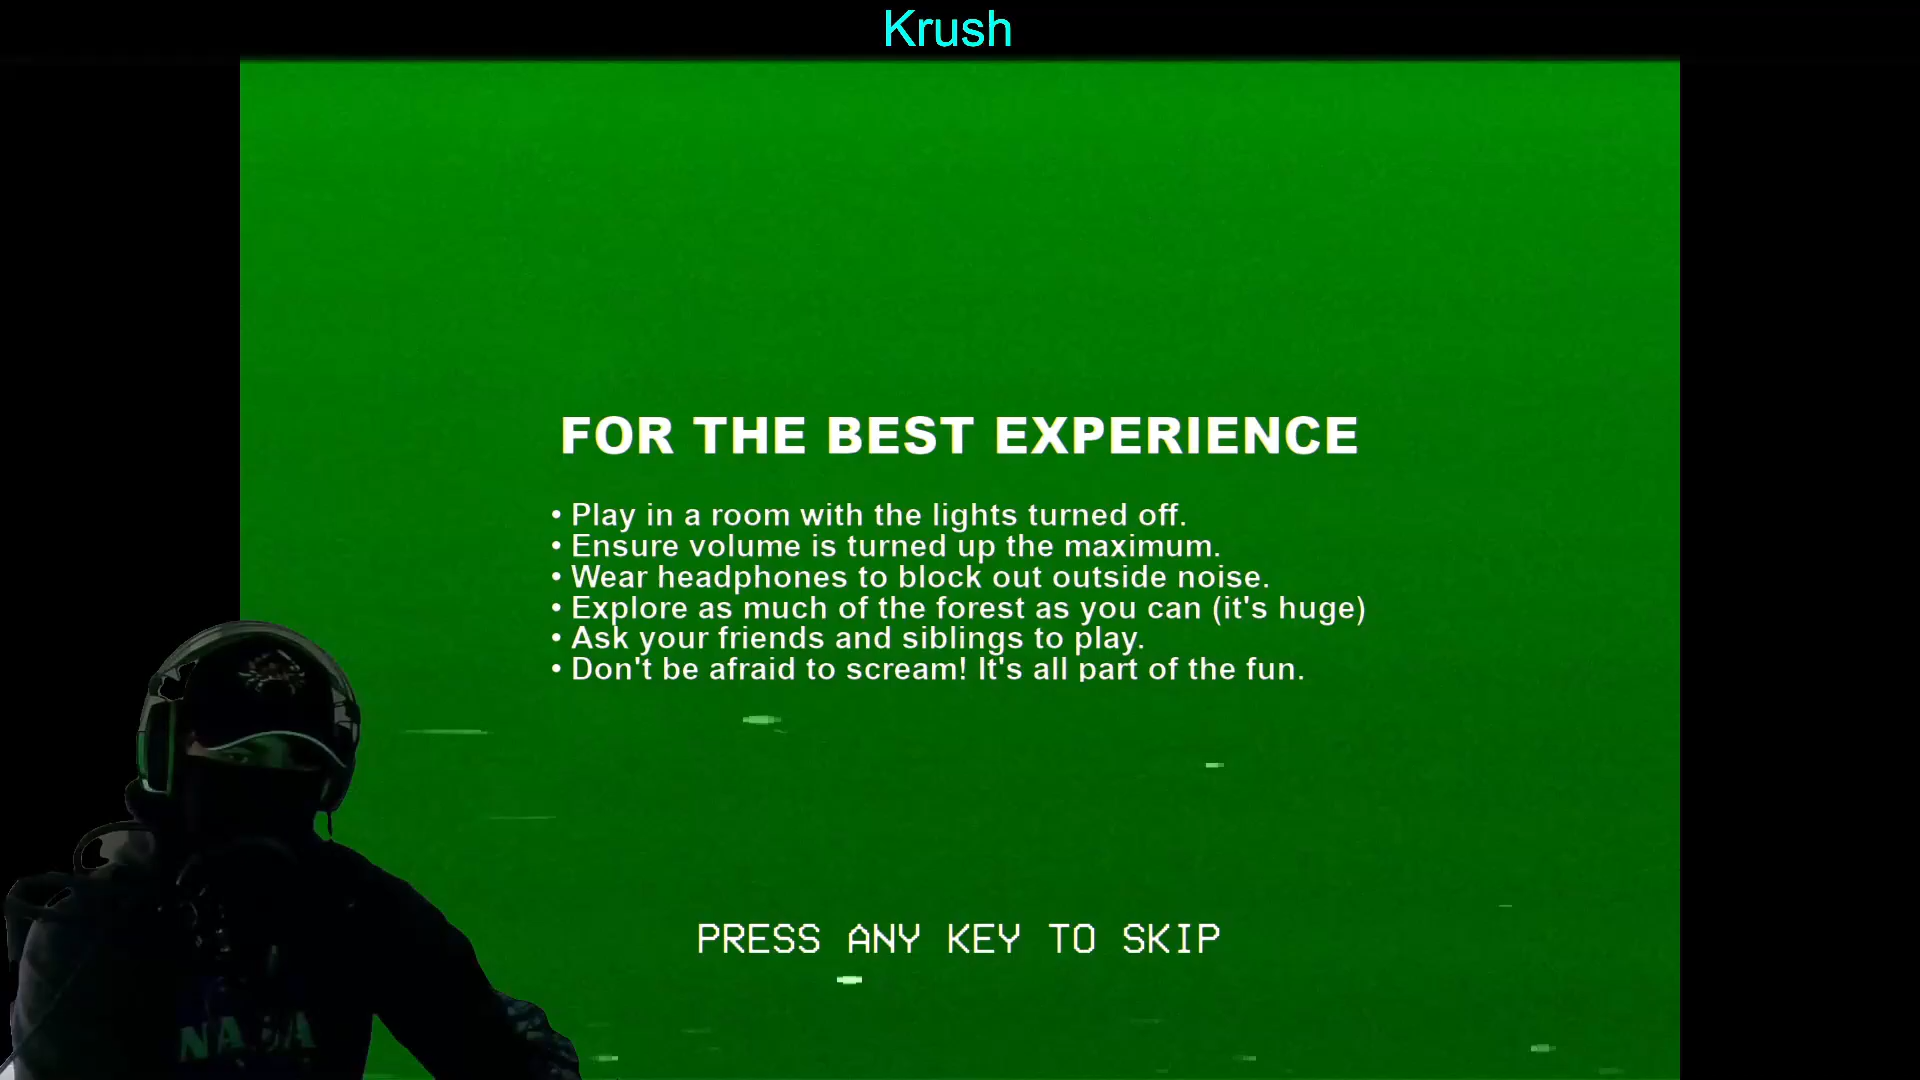 Krush
FOR THE BEST EXPERIENCE
• Play in a room with the lights turned off.
• Ensure volume is turned up the maximum.
• Wear headphones to block out outside noise.
• Explore as much of the forest as you can (it's huge)
• Ask your friends and siblings to play.
• Don't be afraid to scream! It's all part of the fun.
PRESS ANY KEY TO SKIP